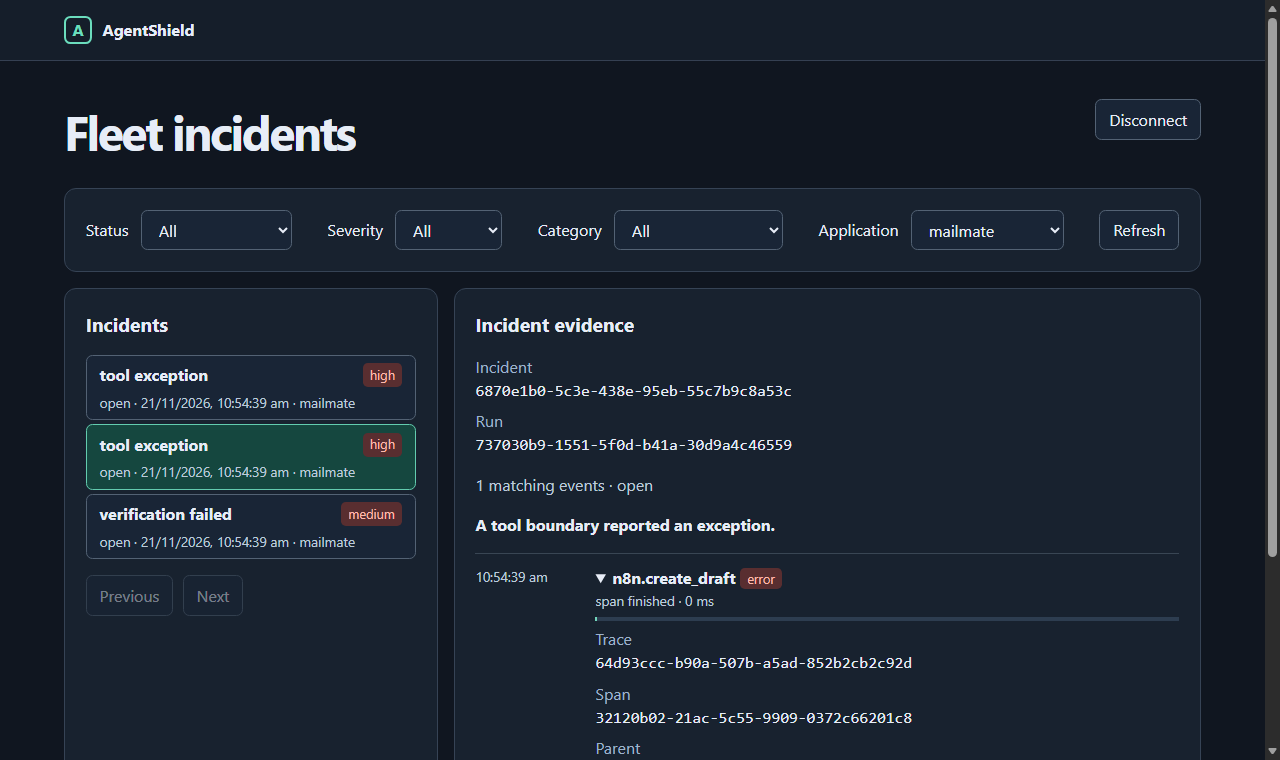 A AgentShield
Fleet incidents
Disconnect
Status All Severity All Category All Application mailmate Refresh
Incidents
tool exception high
open · 21/11/2026, 10:54:39 am · mailmate
tool exception high
open · 21/11/2026, 10:54:39 am · mailmate
verification failed medium
open · 21/11/2026, 10:54:39 am · mailmate
Previous Next
Incident evidence
Incident
6870e1b0-5c3e-438e-95eb-55c7b9c8a53c
Run
737030b9-1551-5f0d-b41a-30d9a4c46559
1 matching events · open
A tool boundary reported an exception.
10:54:39 am ▼ n8n.create_draft error
span finished · 0 ms
Trace
64d93ccc-b90a-507b-a5ad-852b2cb2c92d
Span
32120b02-21ac-5c55-9909-0372c66201c8
Parent